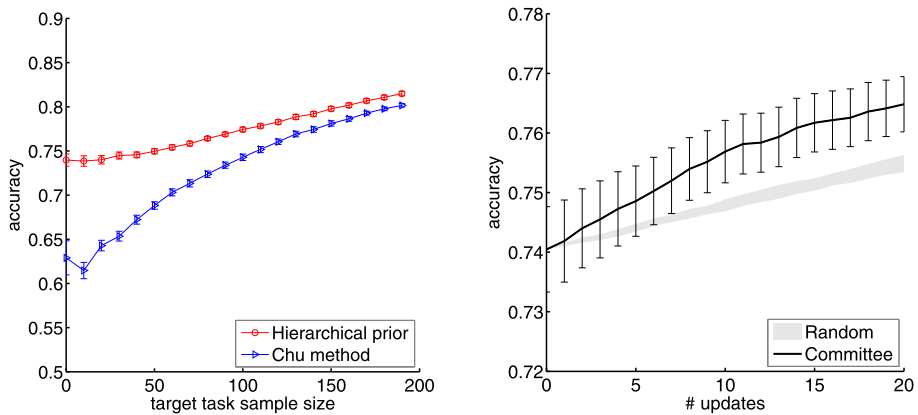 0.9
0.85
0.8
0.75
0.7
0.65
0.6
0.55
0.5
accuracy
0 50 100 150 200
target task sample size
Hierarchical prior
Chu method
0.78
0.77
0.76
0.75
0.74
0.73
0.72
accuracy
0 5 10 15 20
# updates
Random
Committee